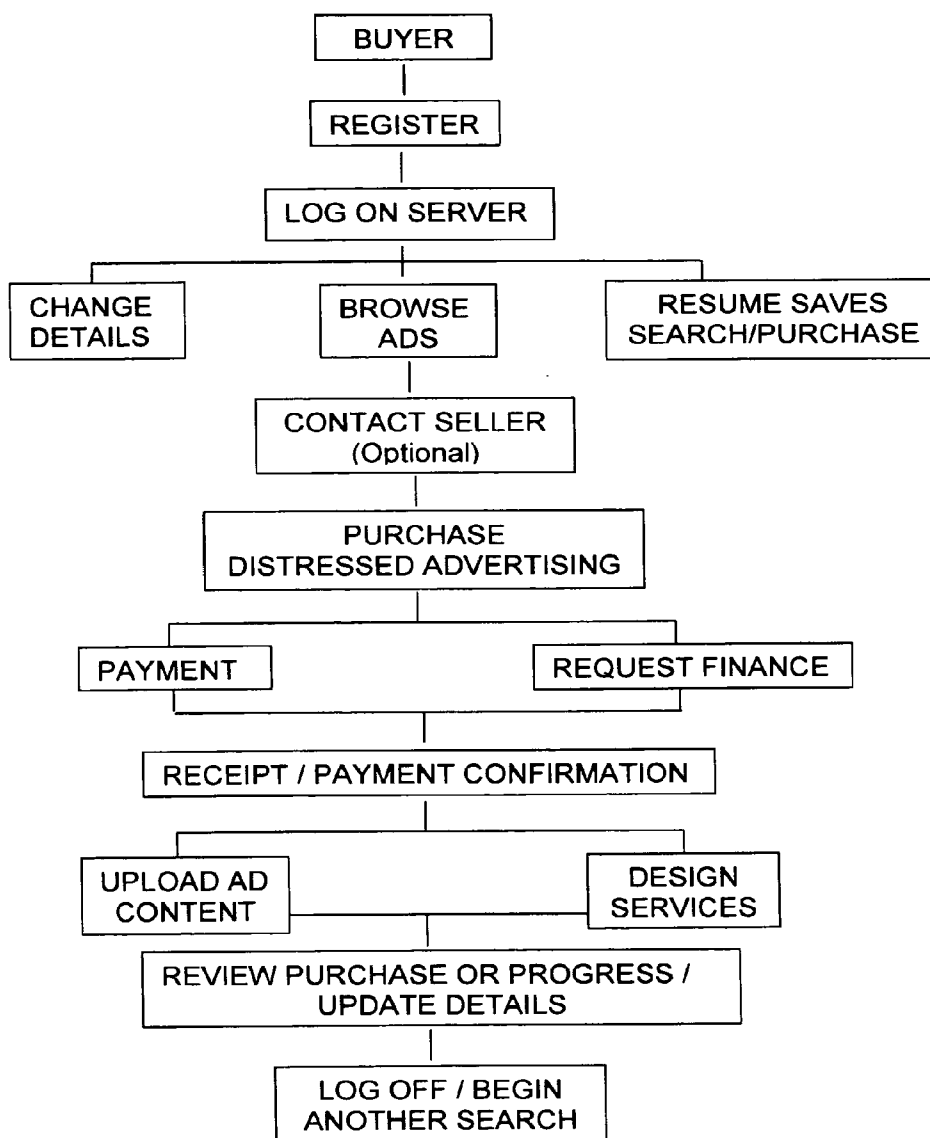 BUYER
REGISTER
LOG ON SERVER
CHANGE
DETAILS
BROWSE
ADS
RESUME SAVES
SEARCH/PURCHASE
CONTACT SELLER
(Optional)
PURCHASE
DISTRESSED ADVERTISING
PAYMENT
REQUEST FINANCE
RECEIPT / PAYMENT CONFIRMATION
UPLOAD AD
CONTENT
DESIGN
SERVICES
REVIEW PURCHASE OR PROGRESS /
UPDATE DETAILS
LOG OFF / BEGIN
ANOTHER SEARCH